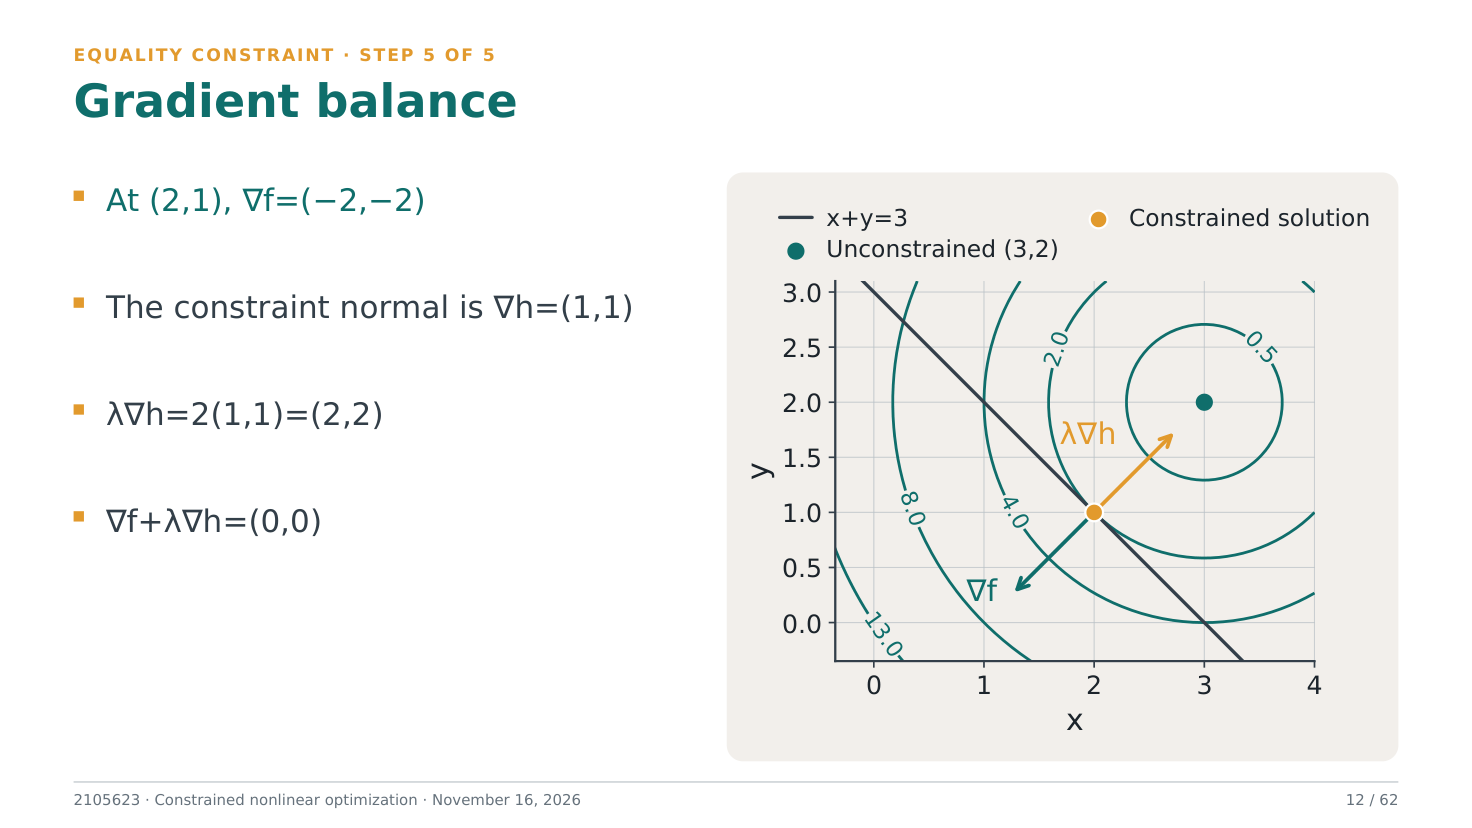 EQUALITY CONSTRAINT · STEP 5 OF 5
Gradient balance
At (2,1), ∇f=(−2,−2)
The constraint normal is ∇h=(1,1)
λ∇h=2(1,1)=(2,2)
∇f+λ∇h=(0,0)
x+y=3
Constrained solution
Unconstrained (3,2)
3.0
2.5
2.0
1.5
1.0
0.5
0.0
y
2.0
0.5
λ∇h
8.0
4.0
∇f
13.0
0 1 2 3 4
x
2105623 · Constrained nonlinear optimization · November 16, 2026
12 / 62